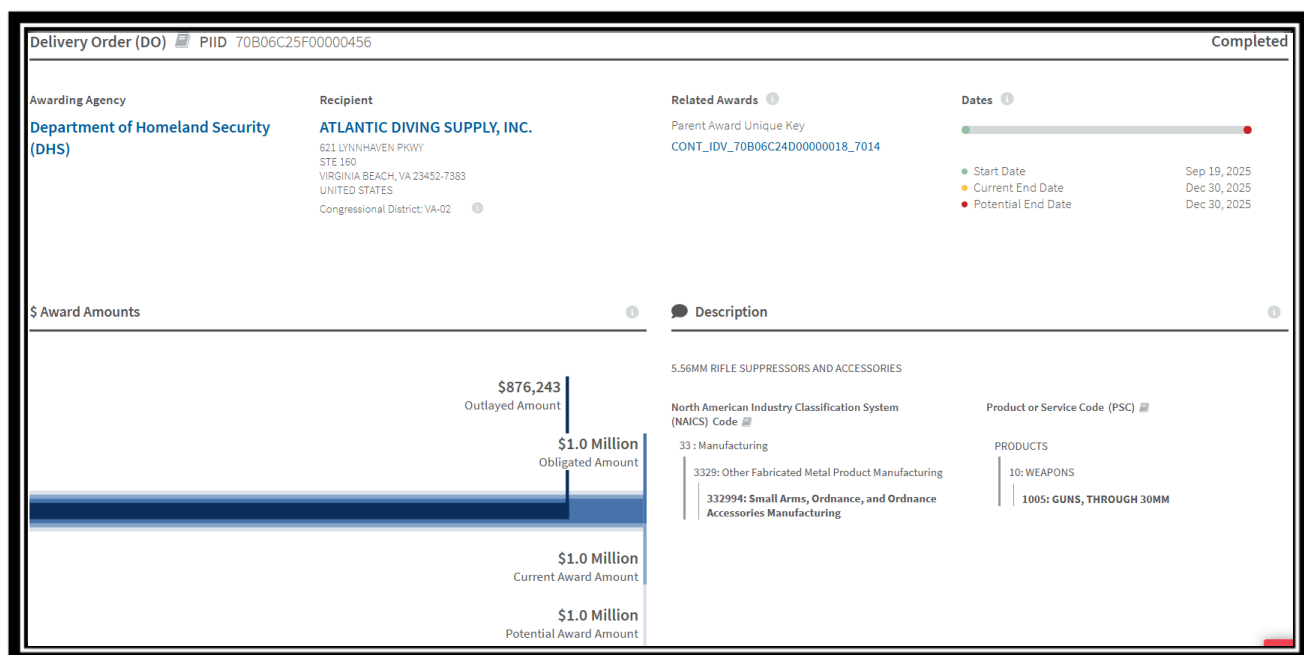 Delivery Order (DO) PIID 70B06C25F00000456 Completed
Awarding Agency
Department of Homeland Security
(DHS)
Recipient
ATLANTIC DIVING SUPPLY, INC.
621 LYNNHAVEN PKWY
STE 160
VIRGINIA BEACH, VA 23452-7383
UNITED STATES
Congressional District: VA-02
Related Awards
Parent Award Unique Key
CONT_IDV_70B06C24D00000018_7014
Dates
Start Date Sep 19, 2025
Current End Date Dec 30, 2025
Potential End Date Dec 30, 2025
$ Award Amounts
$876,243
Outlayed Amount
$1.0 Million
Obligated Amount
$1.0 Million
Current Award Amount
$1.0 Million
Potential Award Amount
Description
5.56MM RIFLE SUPPRESSORS AND ACCESSORIES
North American Industry Classification System
(NAICS) Code
33 : Manufacturing
3329: Other Fabricated Metal Product Manufacturing
332994: Small Arms, Ordnance, and Ordnance
Accessories Manufacturing
Product or Service Code (PSC)
PRODUCTS
10: WEAPONS
1005: GUNS, THROUGH 30MM